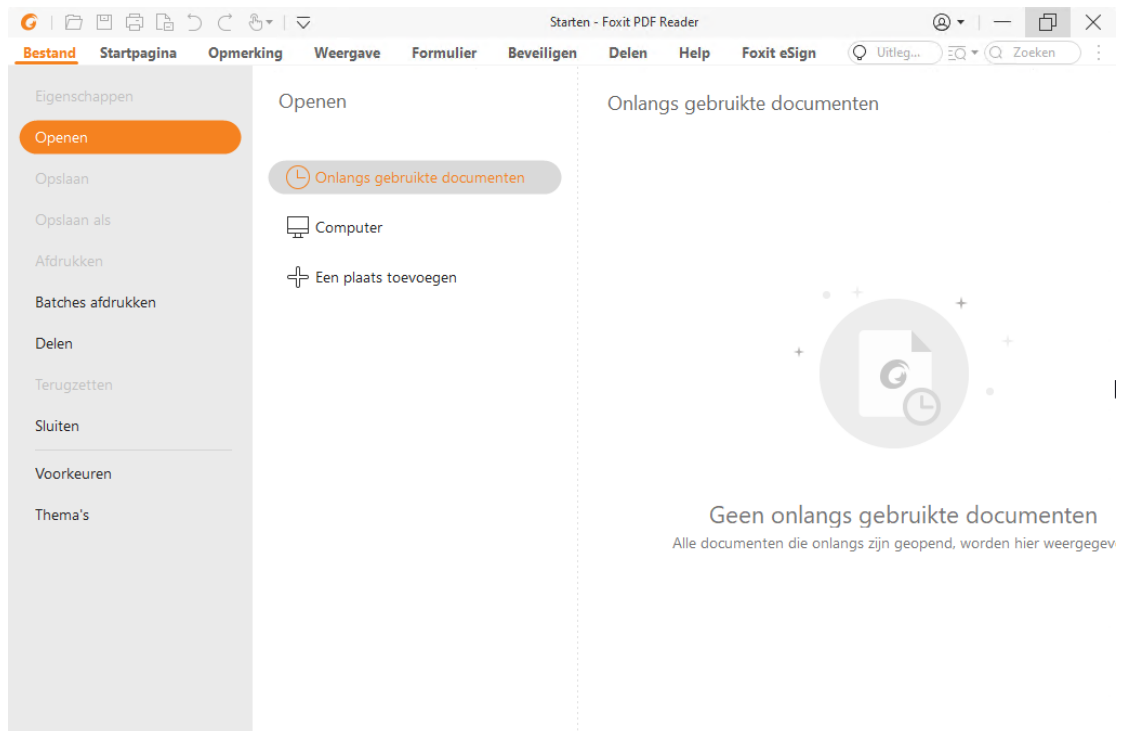 Starten - Foxit PDF Reader
Bestand Startpagina Opmerking Weergave Formulier Beveiligen Delen Help Foxit eSign Uitleg... Zoeken
Eigenschappen
Openen
Opslaan
Opslaan als
Afdrukken
Batches afdrukken
Delen
Terugzetten
Sluiten
Voorkeuren
Thema's
Openen
Onlangs gebruikte documenten
Computer
Een plaats toevoegen
Onlangs gebruikte documenten
Geen onlangs gebruikte documenten
Alle documenten die onlangs zijn geopend, worden hier weergegev